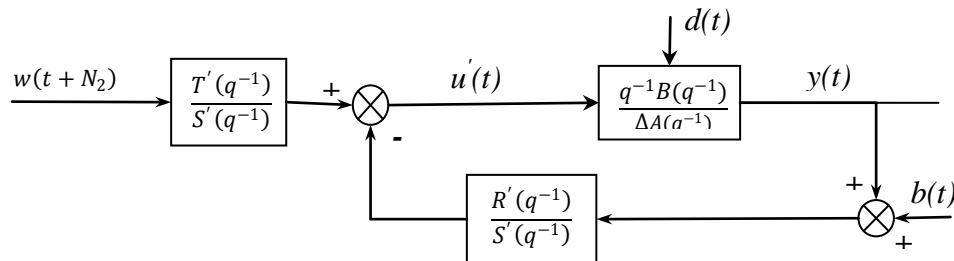 d(t)
w(t + N₂)
T′(q⁻¹)
S′(q⁻¹)
+
-
u′(t)
q⁻¹B(q⁻¹)
ΔA(q⁻¹)
y(t)
R′(q⁻¹)
S′(q⁻¹)
+
b(t)
+